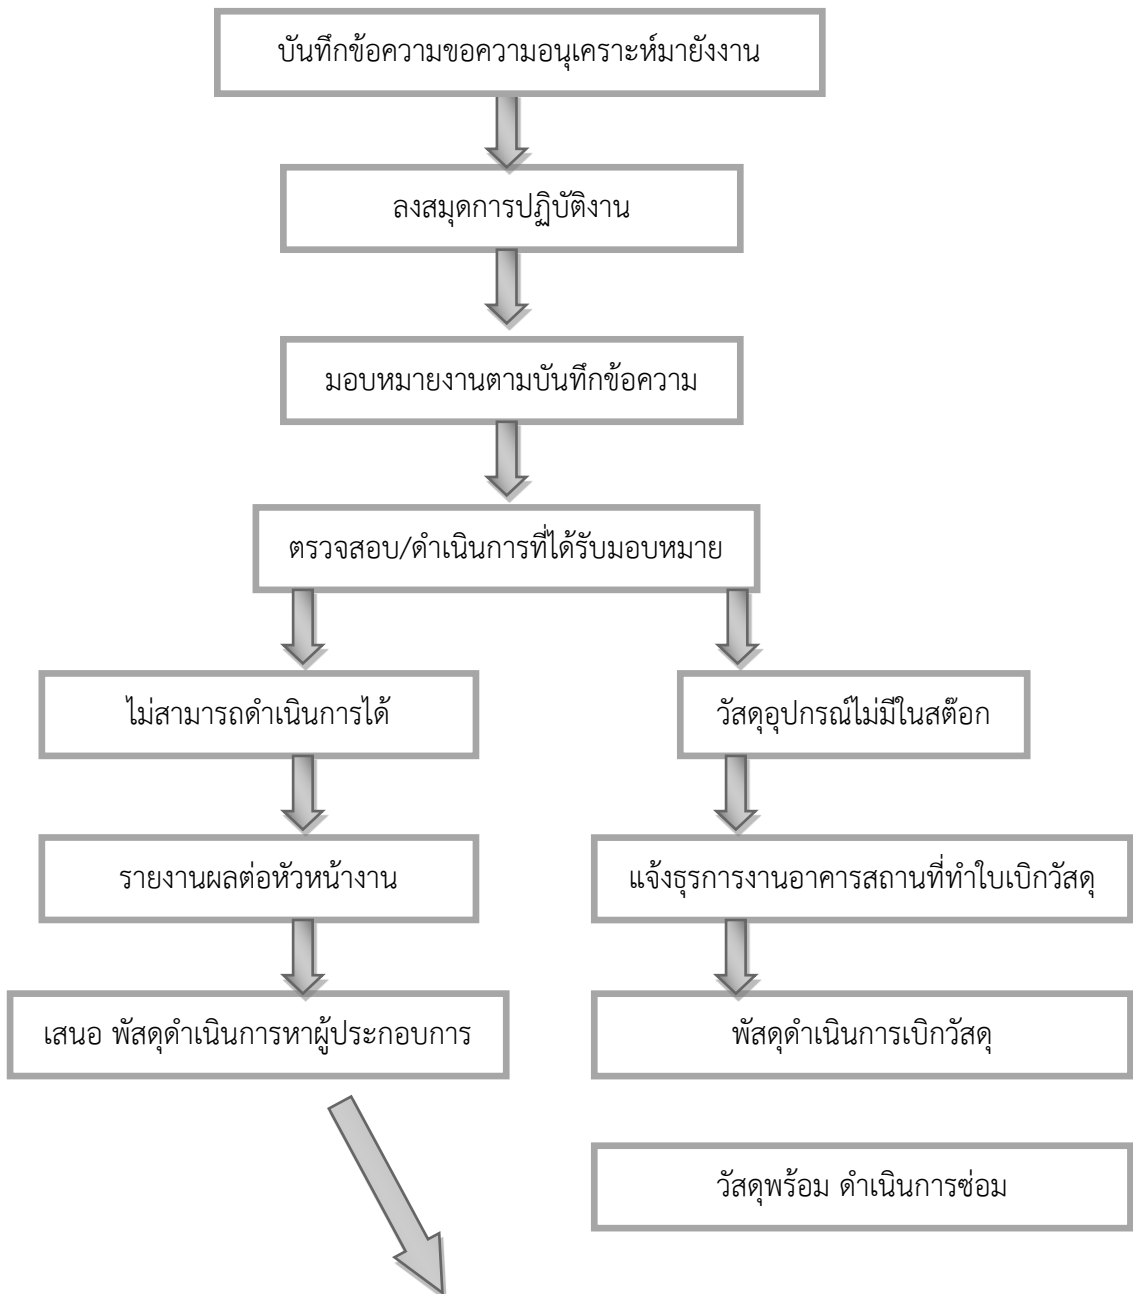 บันทึกข้อความขอความอนุเคราะห์มายังงาน
ลงสมุดการปฏิบัติงาน
มอบหมายงานตามบันทึกข้อความ
ตรวจสอบ/ดำเนินการที่ได้รับมอบหมาย
ไม่สามารถดำเนินการได้
วัสดุอุปกรณ์ไม่มีในสต๊อก
รายงานผลต่อหัวหน้างาน
แจ้งธุรการงานอาคารสถานที่ทำใบเบิกวัสดุ
เสนอ พัสดุดำเนินการหาผู้ประกอบการ
พัสดุดำเนินการเบิกวัสดุ
วัสดุพร้อม ดำเนินการซ่อม